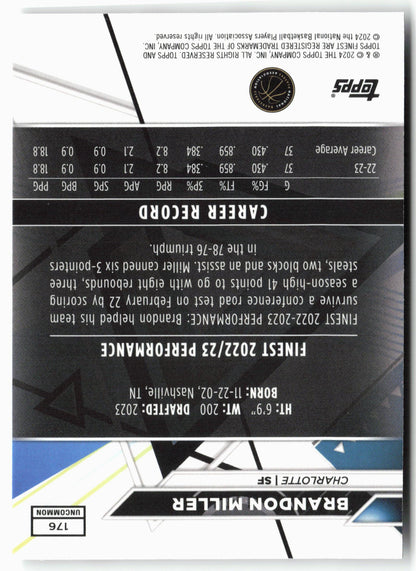 176
UNCOMMON
BRANDON MILLER
CHARLOTTE | SF
HT: 6'9" WT: 200 DRAFTED: 2023
BORN: 11-22-02, Nashville, TN
FINEST 2022/23 PERFORMANCE
FINEST 2022-2023 PERFORMANCE: Brandon helped his team
survive a conference road test on February 22 by scoring
a season-high 41 points to go with eight rebounds, three
steals, two blocks and an assist. Miller canned six 3-pointers
in the 78-76 triumph.
CAREER RECORD
G FG% FT% 3P% RPG APG SPG BPG PPG
22-23 37 .430 .859 .384 8.2 2.1 0.9 0.9 18.8
Career Average 37 .430 .859 .384 8.2 2.1 0.9 0.9 18.8
topps
® & © 2024 THE TOPPS COMPANY, INC. ALL RIGHTS RESERVED. TOPPS AND
TOPPS FINEST ARE REGISTERED TRADEMARKS OF THE TOPPS COMPANY, INC.
© 2024 the National Basketball Players Association. All rights reserved.